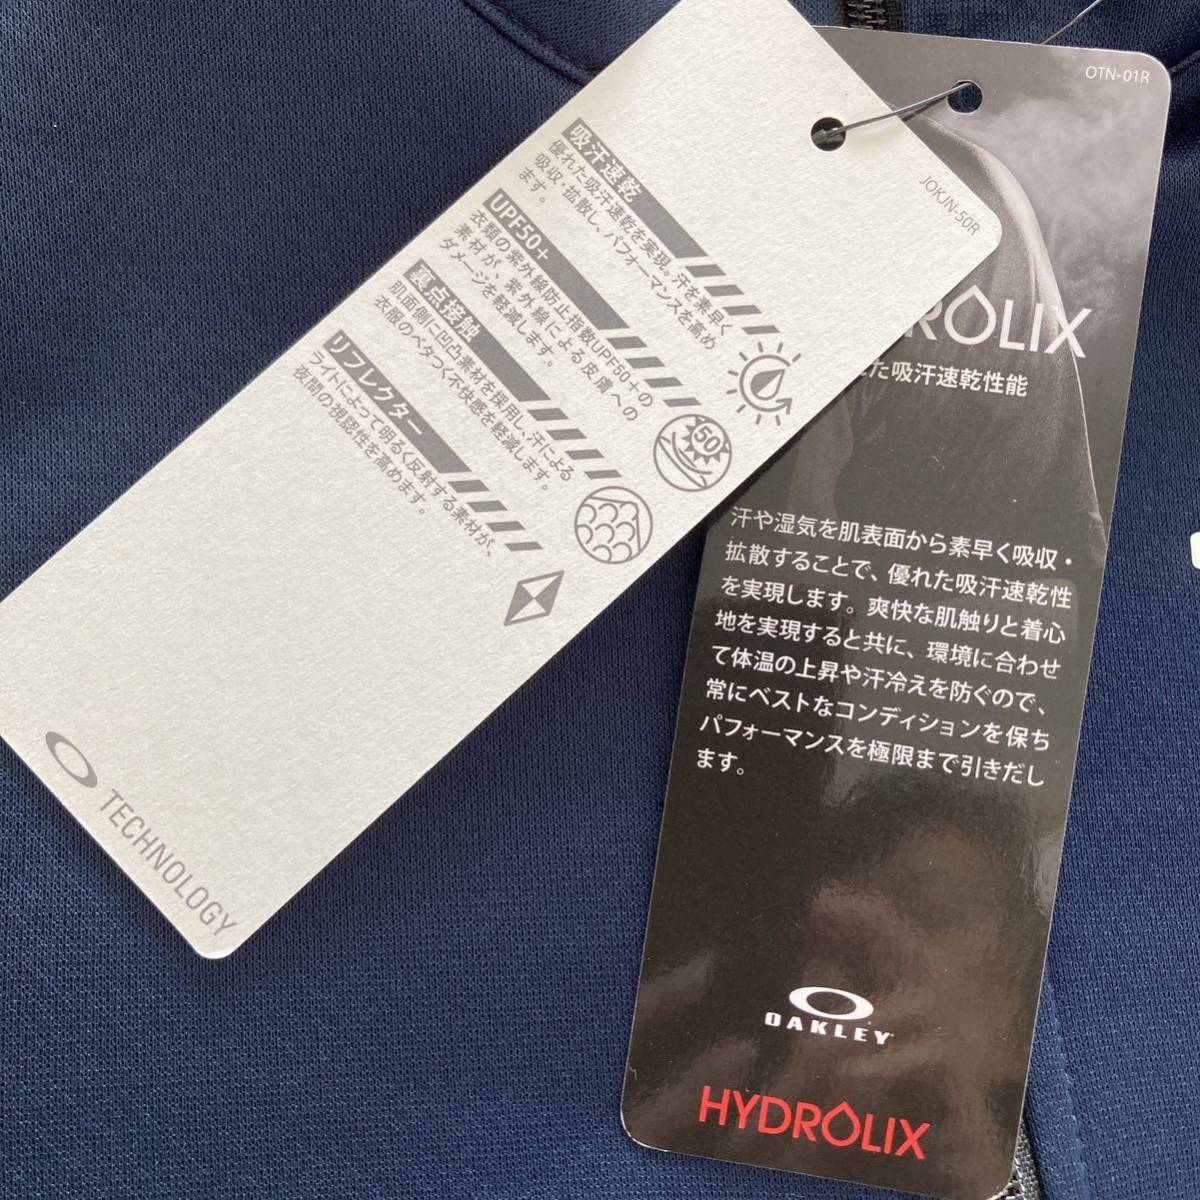 JOKJN-50R
吸汗速乾
優れた吸汗速乾を実現。汗を素早く
吸収・拡散し、パフォーマンスを高め
ます。
UPF50+
衣類の紫外線防止指数UPF50+の
素材が、紫外線による皮膚への
ダメージを軽減します。
50
裏点接触
肌面側に凹凸素材を採用し、汗による
衣服のベタつく不快感を軽減します。
リフレクター
ライトによって明るく反射する素材が、
夜間の視認性を高めます。
TECHNOLOGY
OTN-01R
ROLIX
た吸汗速乾性能
汗や湿気を肌表面から素早く吸収・
拡散することで、優れた吸汗速乾性
を実現します。爽快な肌触りと着心
地を実現すると共に、環境に合わせ
て体温の上昇や汗冷えを防ぐので、
常にベストなコンディションを保ち
パフォーマンスを極限まで引きだし
ます。
OAKLEY
HYDROLIX